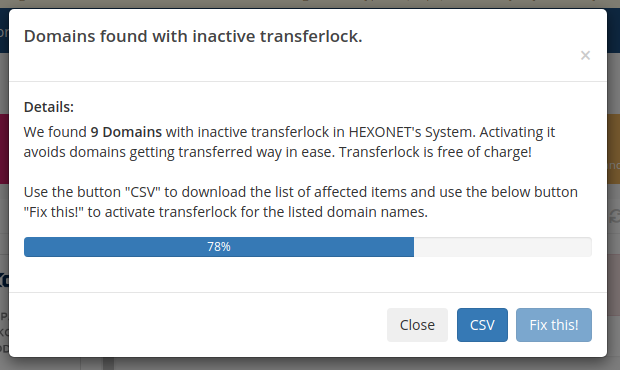 Domains found with inactive transferlock.
×
Details:
We found 9 Domains with inactive transferlock in HEXONET's System. Activating it
avoids domains getting transferred way in ease. Transferlock is free of charge!
Use the button "CSV" to download the list of affected items and use the below button
"Fix this!" to activate transferlock for the listed domain names.
78%
Close CSV Fix this!